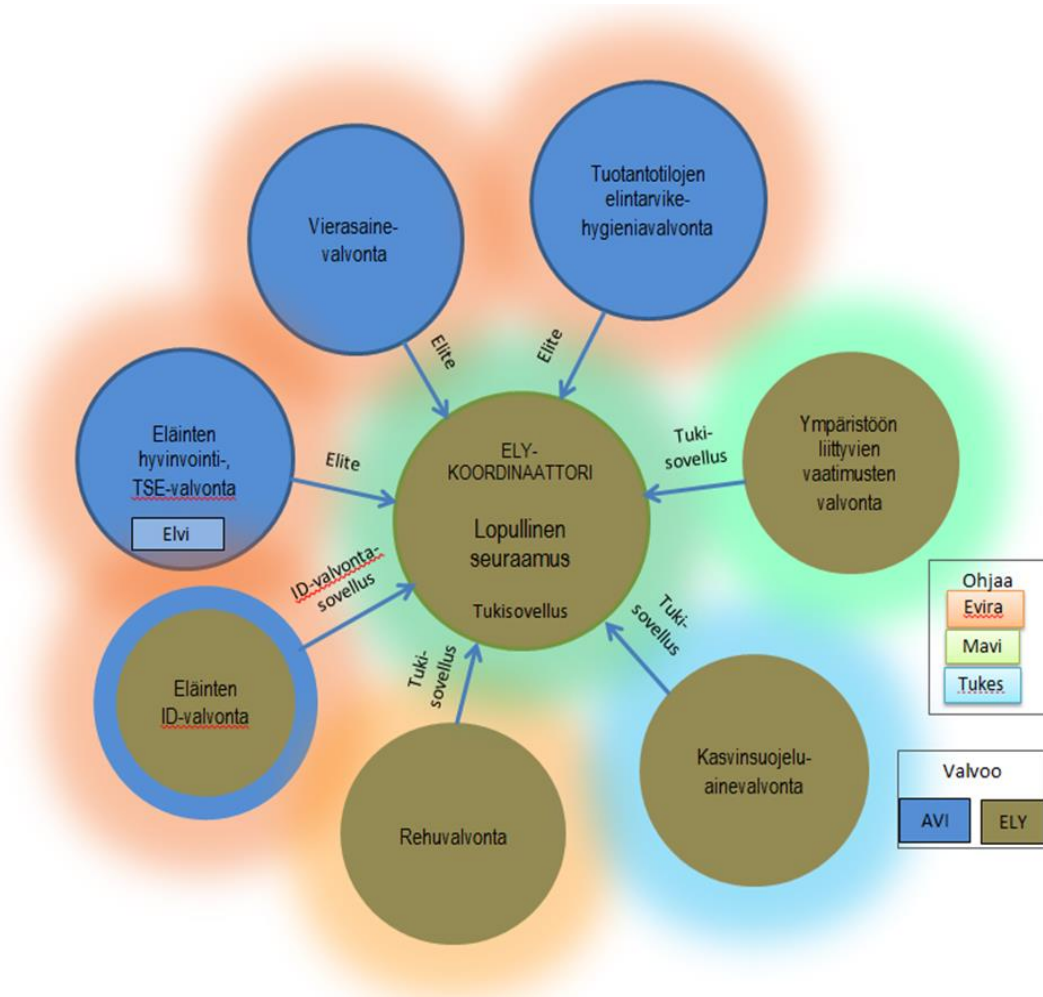 Vierasaine-
valvonta
Tuotantotilojen
elintarvike-
hygieniavalvonta
Elite
Elite
Eläinten
hyvinvointi-,
TSE-valvonta
Elvi
Elite
ELY-
KOORDINAATTORI
Lopullinen
seuraamus
Tukisovellus
Tuki-
sovellus
Ympäristöön
liittyvien
vaatimusten
valvonta
ID-valvonta-
sovellus
Eläinten
ID-valvonta
Tuki-
sovellus
Rehuvalvonta
Tuki-
sovellus
Kasvinsuojelu-
ainevalvonta
Ohjaa
Evira
Mavi
Tukes
Valvoo
AVI
ELY